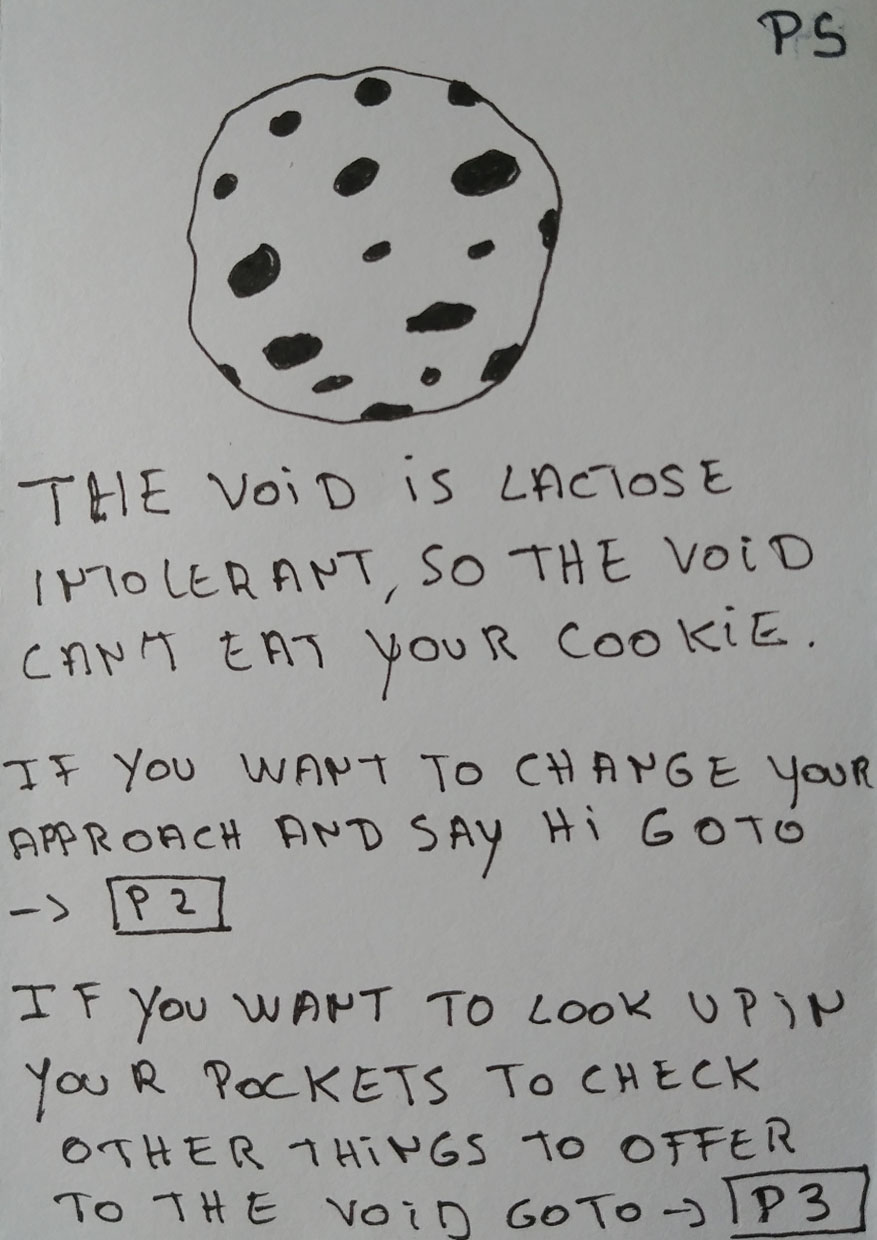 P5
THE VOID IS LACTOSE
INTOLERANT, SO THE VOID
CAN'T EAT YOUR COOKIE.
IF YOU WANT TO CHANGE YOUR
APPROACH AND SAY Hi GOTO
-> P2
IF YOU WANT TO LOOK UP IN
YOUR POCKETS TO CHECK
OTHER THINGS TO OFFER
TO THE VOID GOTO -> P3